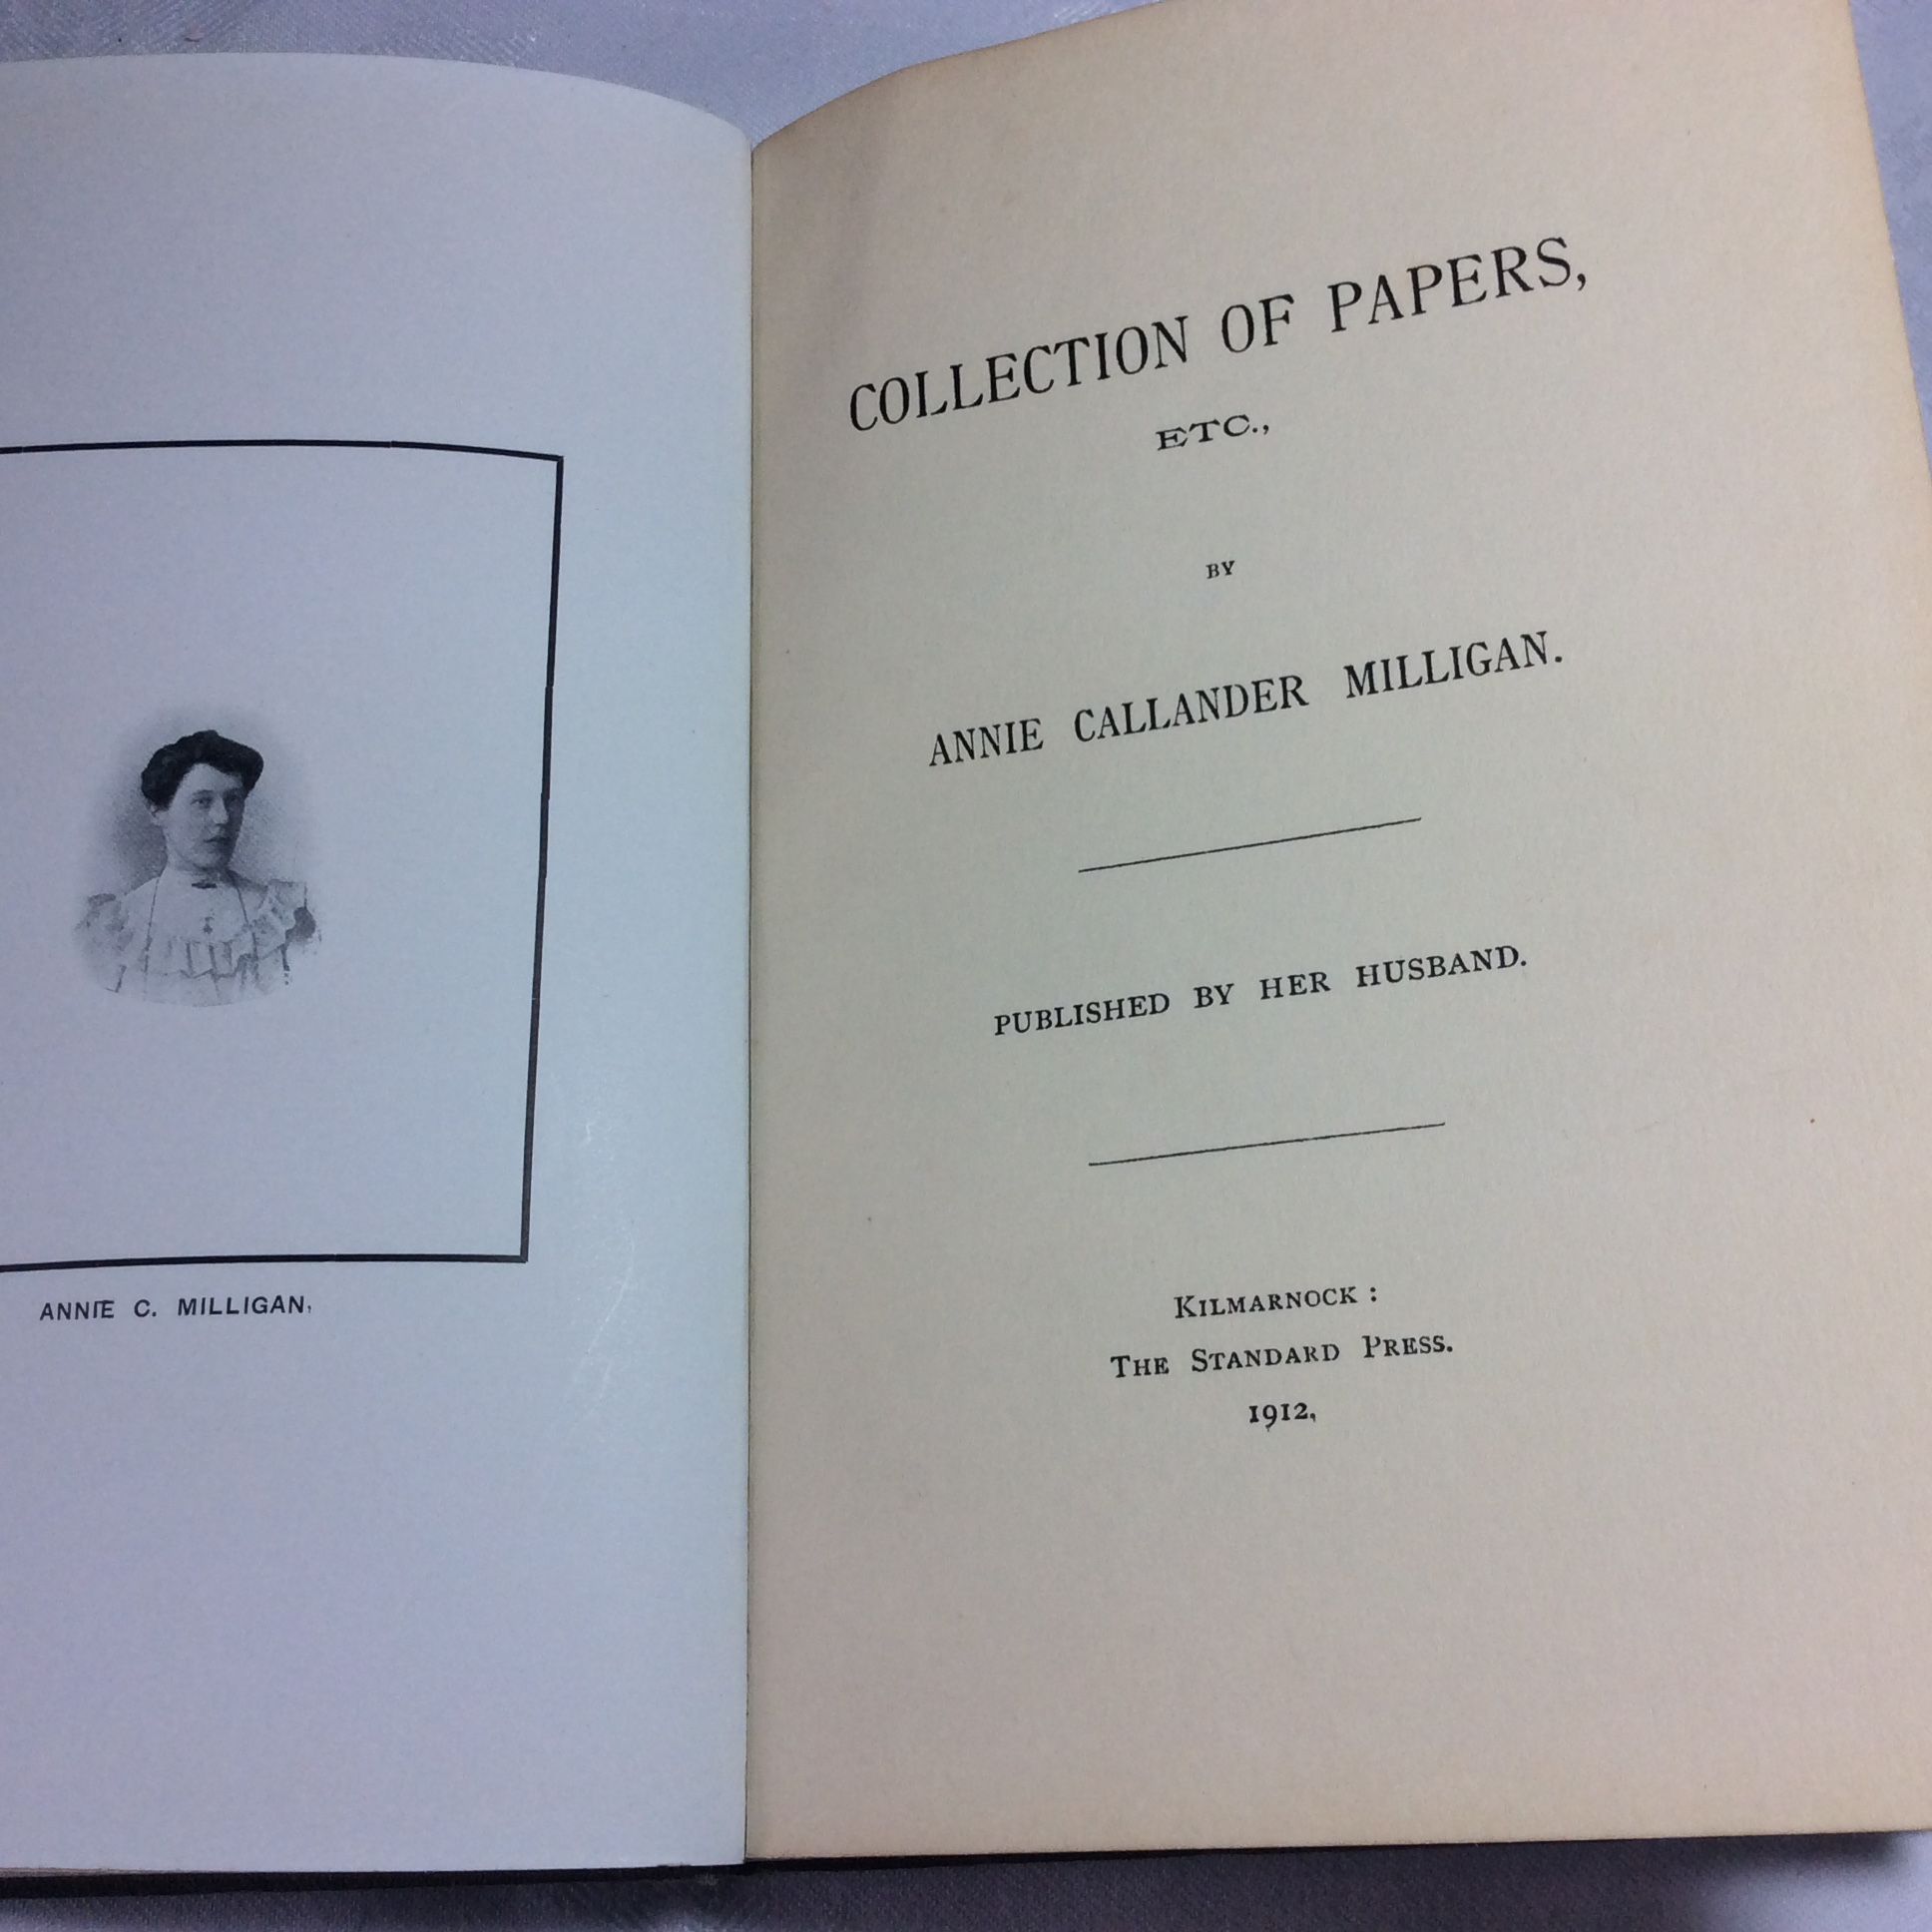 ANNIE C. MILLIGAN,
COLLECTION OF PAPERS,
ETC.,
BY
ANNIE CALLANDER MILLIGAN.
PUBLISHED BY HER HUSBAND.
KILMARNOCK :
THE STANDARD PRESS.
1912,